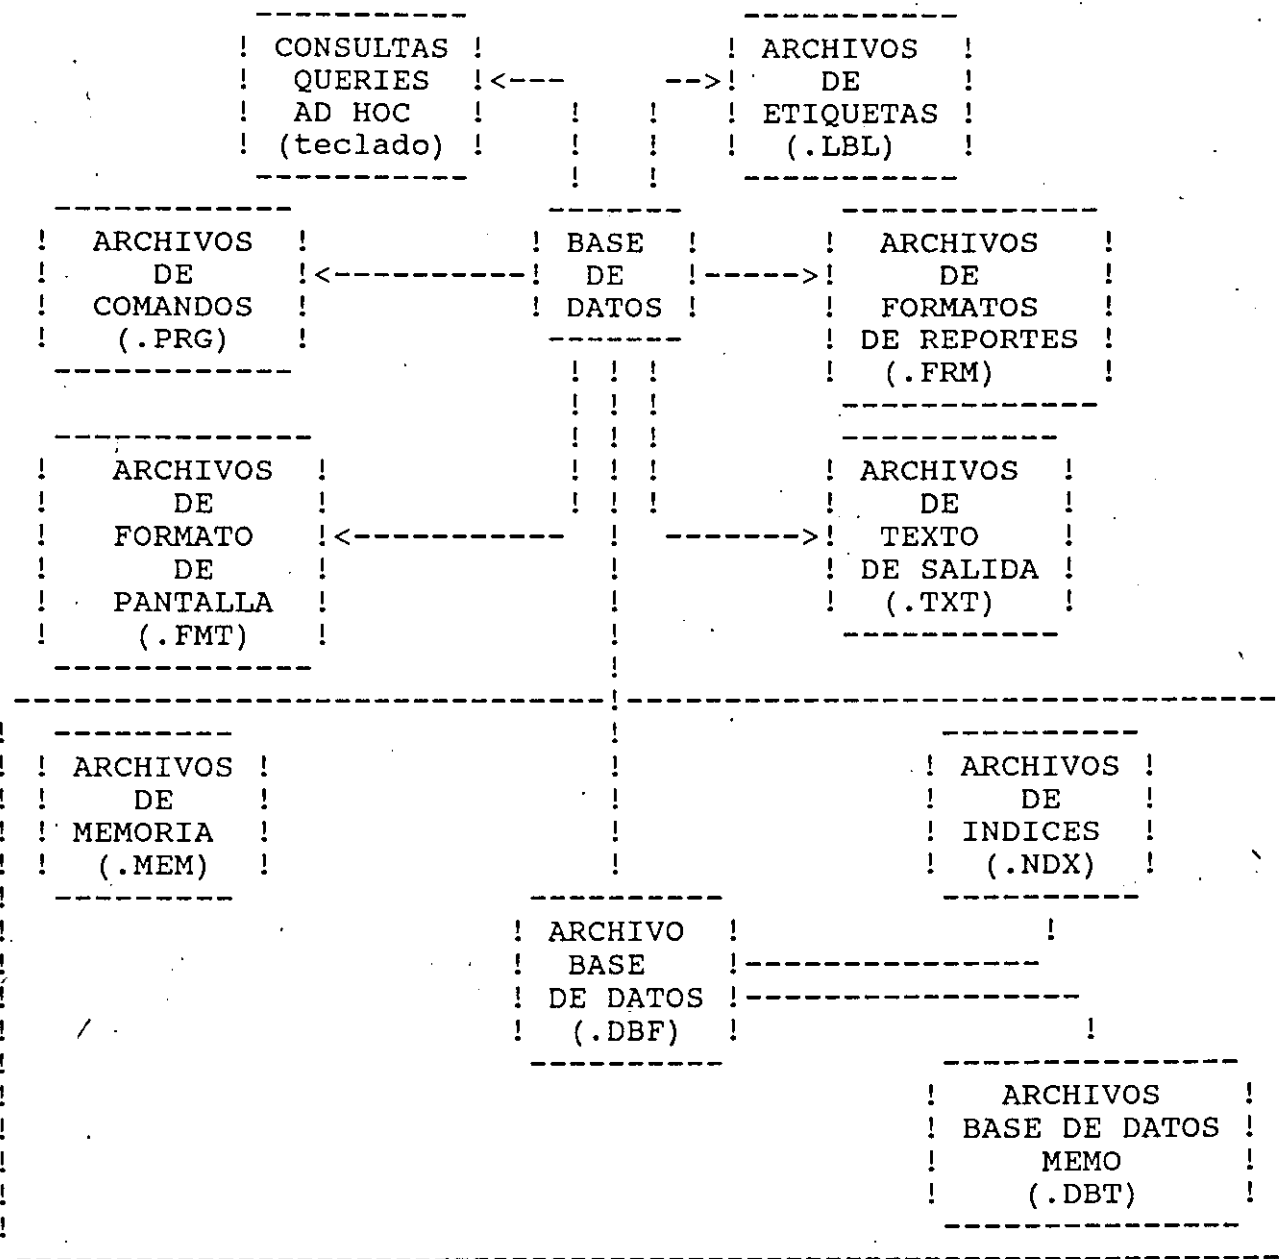 CONSULTAS
QUERIES
AD HOC
(teclado)
ARCHIVOS
DE
ETIQUETAS
(.LBL)
ARCHIVOS
DE
COMANDOS
(.PRG)
BASE
DE
DATOS
ARCHIVOS
DE
FORMATOS
DE REPORTES
(.FRM)
ARCHIVOS
DE
FORMATO
DE
PANTALLA
(.FMT)
ARCHIVOS
DE
TEXTO
DE SALIDA
(.TXT)
ARCHIVOS
DE
MEMORIA
(.MEM)
ARCHIVOS
DE
INDICES
(.NDX)
ARCHIVO
BASE
DE DATOS
(.DBF)
ARCHIVOS
BASE DE DATOS
MEMO
(.DBT)